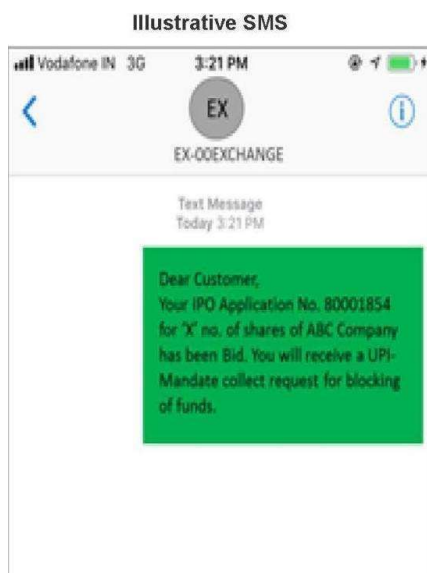 Illustrative SMS
Vodafone IN 3G 3:21 PM
EX
EX-OOEXCHANGE
Text Message
Today 3:21 PM
Dear Customer,
Your IPO Application No. 80001854
for 'X' no. of shares of ABC Company
has been Bid. You will receive a UPI-
Mandate collect request for blocking
of funds.